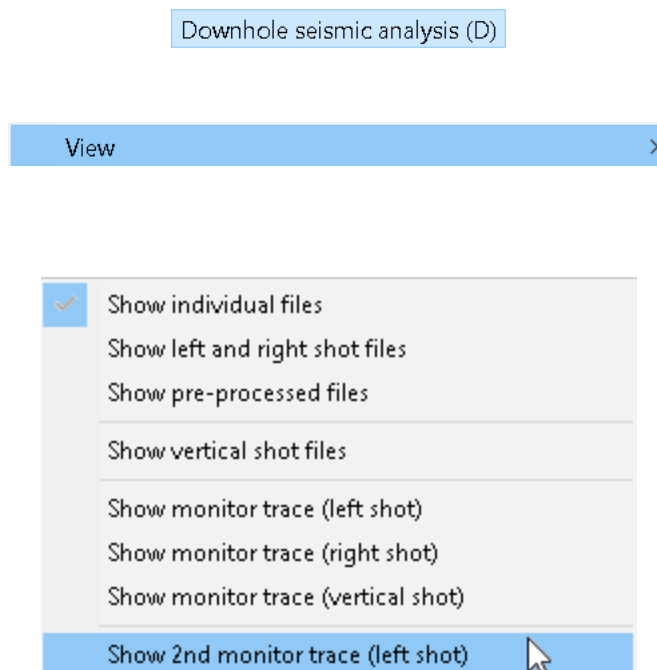 Downhole seismic analysis (D)
View
Show individual files
Show left and right shot files
Show pre-processed files
Show vertical shot files
Show monitor trace (left shot)
Show monitor trace (right shot)
Show monitor trace (vertical shot)
Show 2nd monitor trace (left shot)